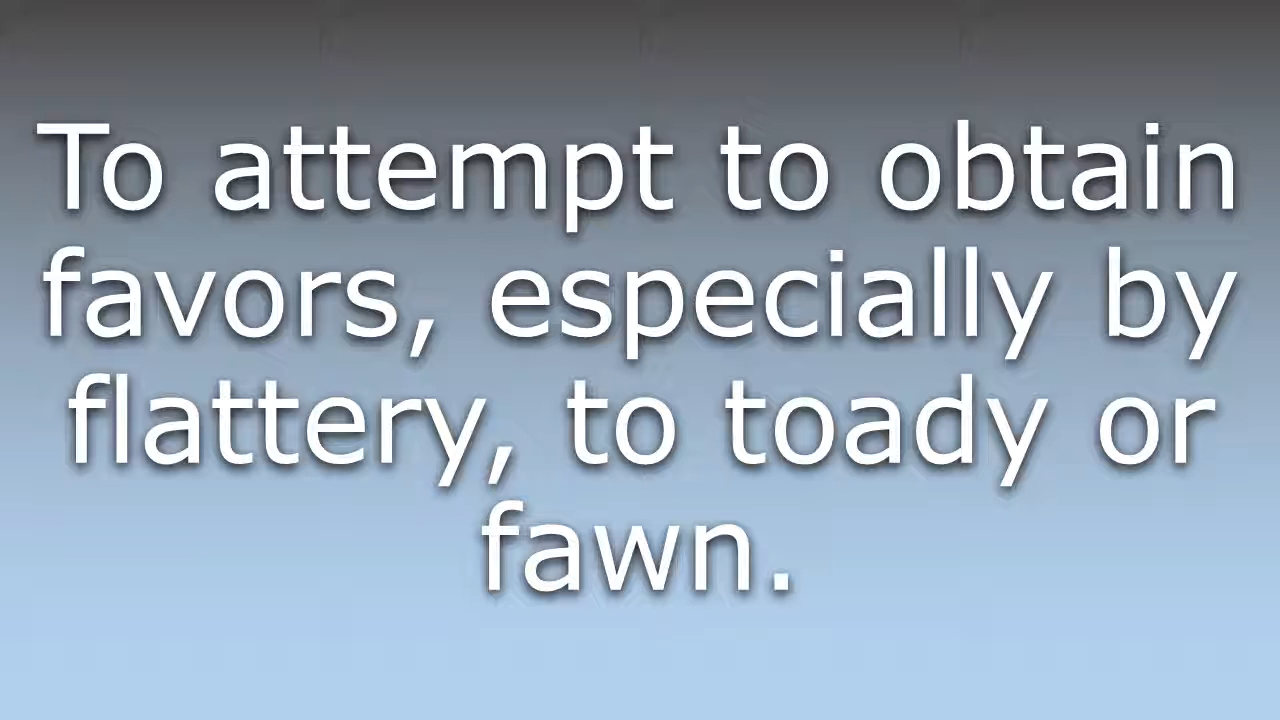 To attempt to obtain
favors, especially by
flattery, to toady or
fawn.